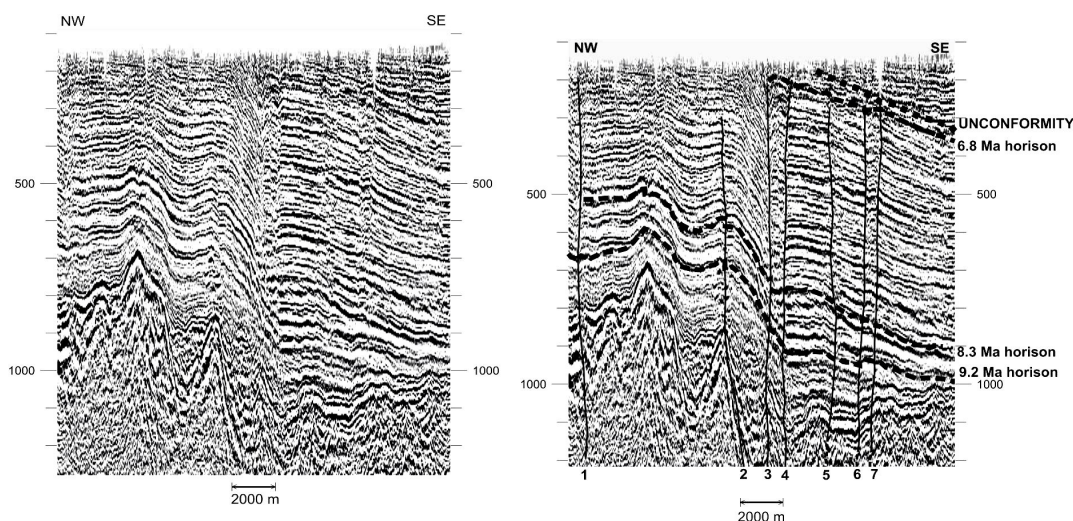 NW SE
500 500
1000 1000
2000 m
NW SE
UNCONFORMITY
6.8 Ma horison
500 500
8.3 Ma horison
9.2 Ma horison
1000 1000
1 2 3 4 5 6 7
2000 m